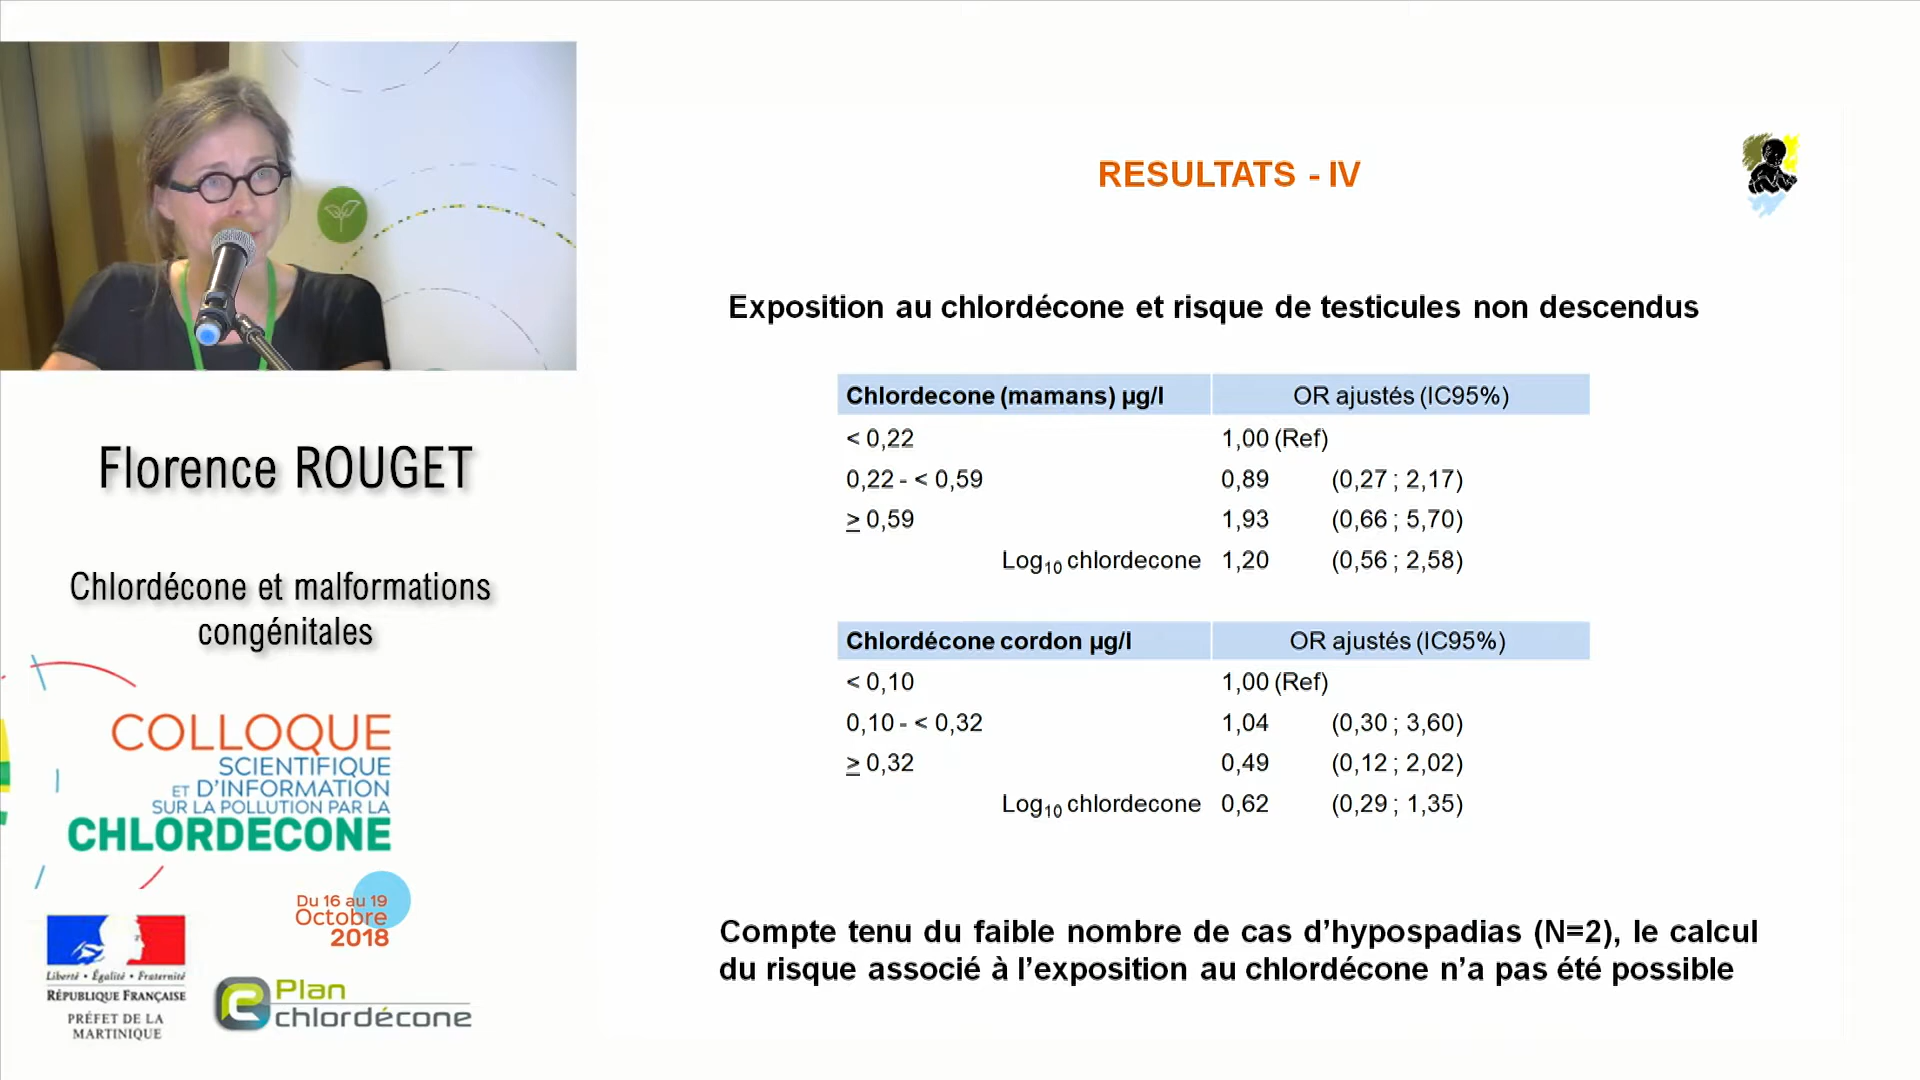 Florence ROUGET
Chlordécone et malformations
congénitales
COLLOQUE
SCIENTIFIQUE
ET D'INFORMATION
SUR LA POLLUTION PAR LA
CHLORDECONE
Du 16 au 19
Octobre
2018
Liberté • Égalité • Fraternité
RÉPUBLIQUE FRANÇAISE
PRÉFET DE LA
MARTINIQUE
Plan
chlordécone
RESULTATS - IV
Exposition au chlordécone et risque de testicules non descendus
Chlordecone (mamans) µg/l OR ajustés (IC95%)
< 0,22 1,00 (Ref)
0,22 - < 0,59 0,89 (0,27 ; 2,17)
≥ 0,59 1,93 (0,66 ; 5,70)
Log10 chlordecone 1,20 (0,56 ; 2,58)
Chlordécone cordon µg/l OR ajustés (IC95%)
< 0,10 1,00 (Ref)
0,10 - < 0,32 1,04 (0,30 ; 3,60)
≥ 0,32 0,49 (0,12 ; 2,02)
Log10 chlordecone 0,62 (0,29 ; 1,35)
Compte tenu du faible nombre de cas d'hypospadias (N=2), le calcul
du risque associé à l'exposition au chlordécone n'a pas été possible